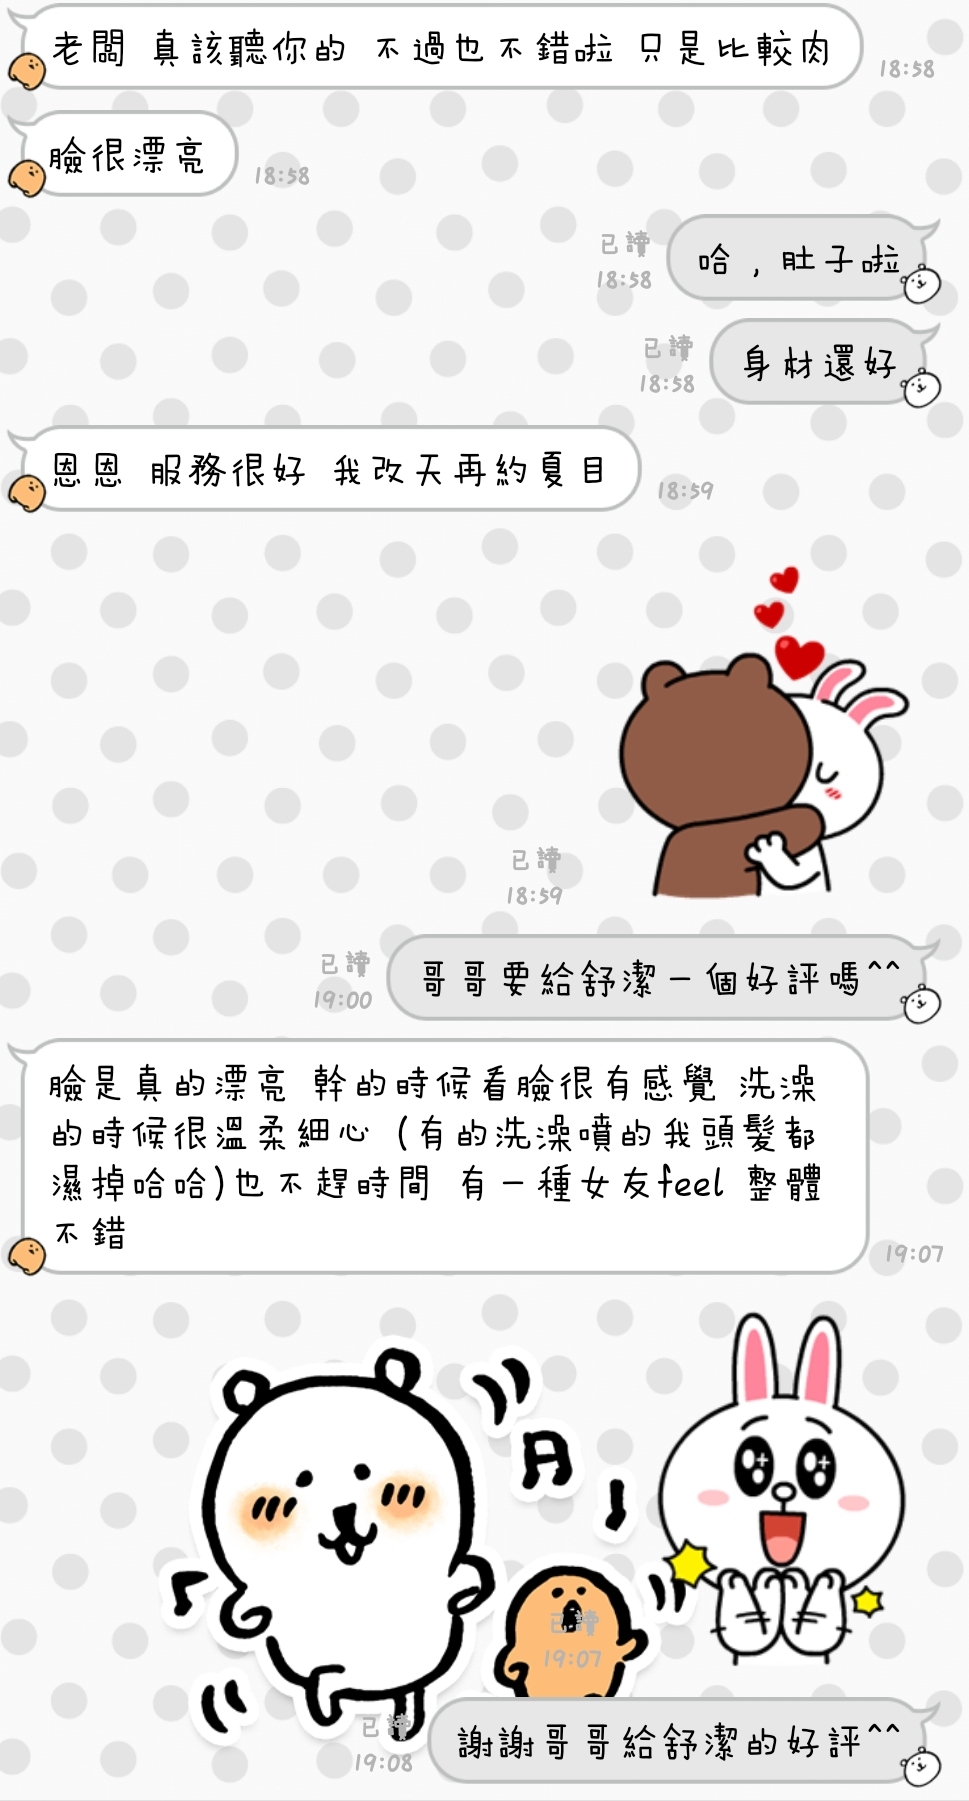 老闆 真該聽你的 不過也不錯啦 只是比較肉
18:58
臉很漂亮
18:58
已讀
18:58
哈，肚子啦
已讀
18:58
身材還好
恩恩 服務很好 我改天再約夏目
18:59
已讀
18:59
已讀
19:00
哥哥要給舒潔一個好評嗎^^
臉是真的漂亮 幹的時候看臉很有感覺 洗澡
的時候很溫柔細心 (有的洗澡噴的我頭髮都
濕掉哈哈)也不趕時間 有一種女友feel 整體
不錯
19:07
已讀
19:07
已讀
19:08
謝謝哥哥給舒潔的好評^^